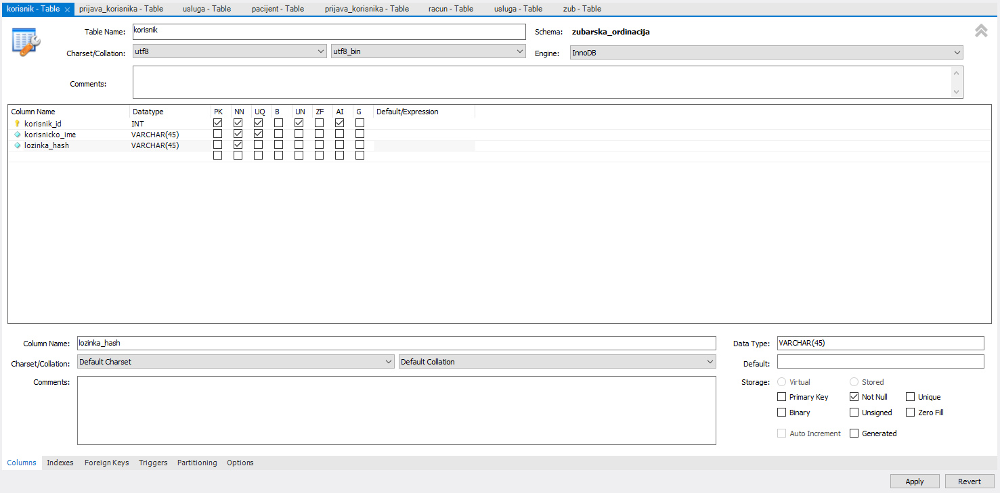 korisnik - Table prijava_korisnika - Table usluga - Table pacijent - Table prijava_korisnika - Table racun - Table usluga - Table zub - Table
Table Name: korisnik Schema: zubarska_ordinacija
Charset/Collation: utf8 utf8_bin Engine: InnoDB
Comments:
Column Name Datatype PK NN UQ B UN ZF AI G Default/Expression
korisnik_id INT
korisnicko_ime VARCHAR(45)
lozinka_hash VARCHAR(45)
Column Name: lozinka_hash Data Type: VARCHAR(45)
Charset/Collation: Default Charset Default Collation Default:
Comments: Storage: Virtual Stored
Primary Key Not Null Unique
Binary Unsigned Zero Fill
Auto Increment Generated
Columns Indexes Foreign Keys Triggers Partitioning Options
Apply Revert